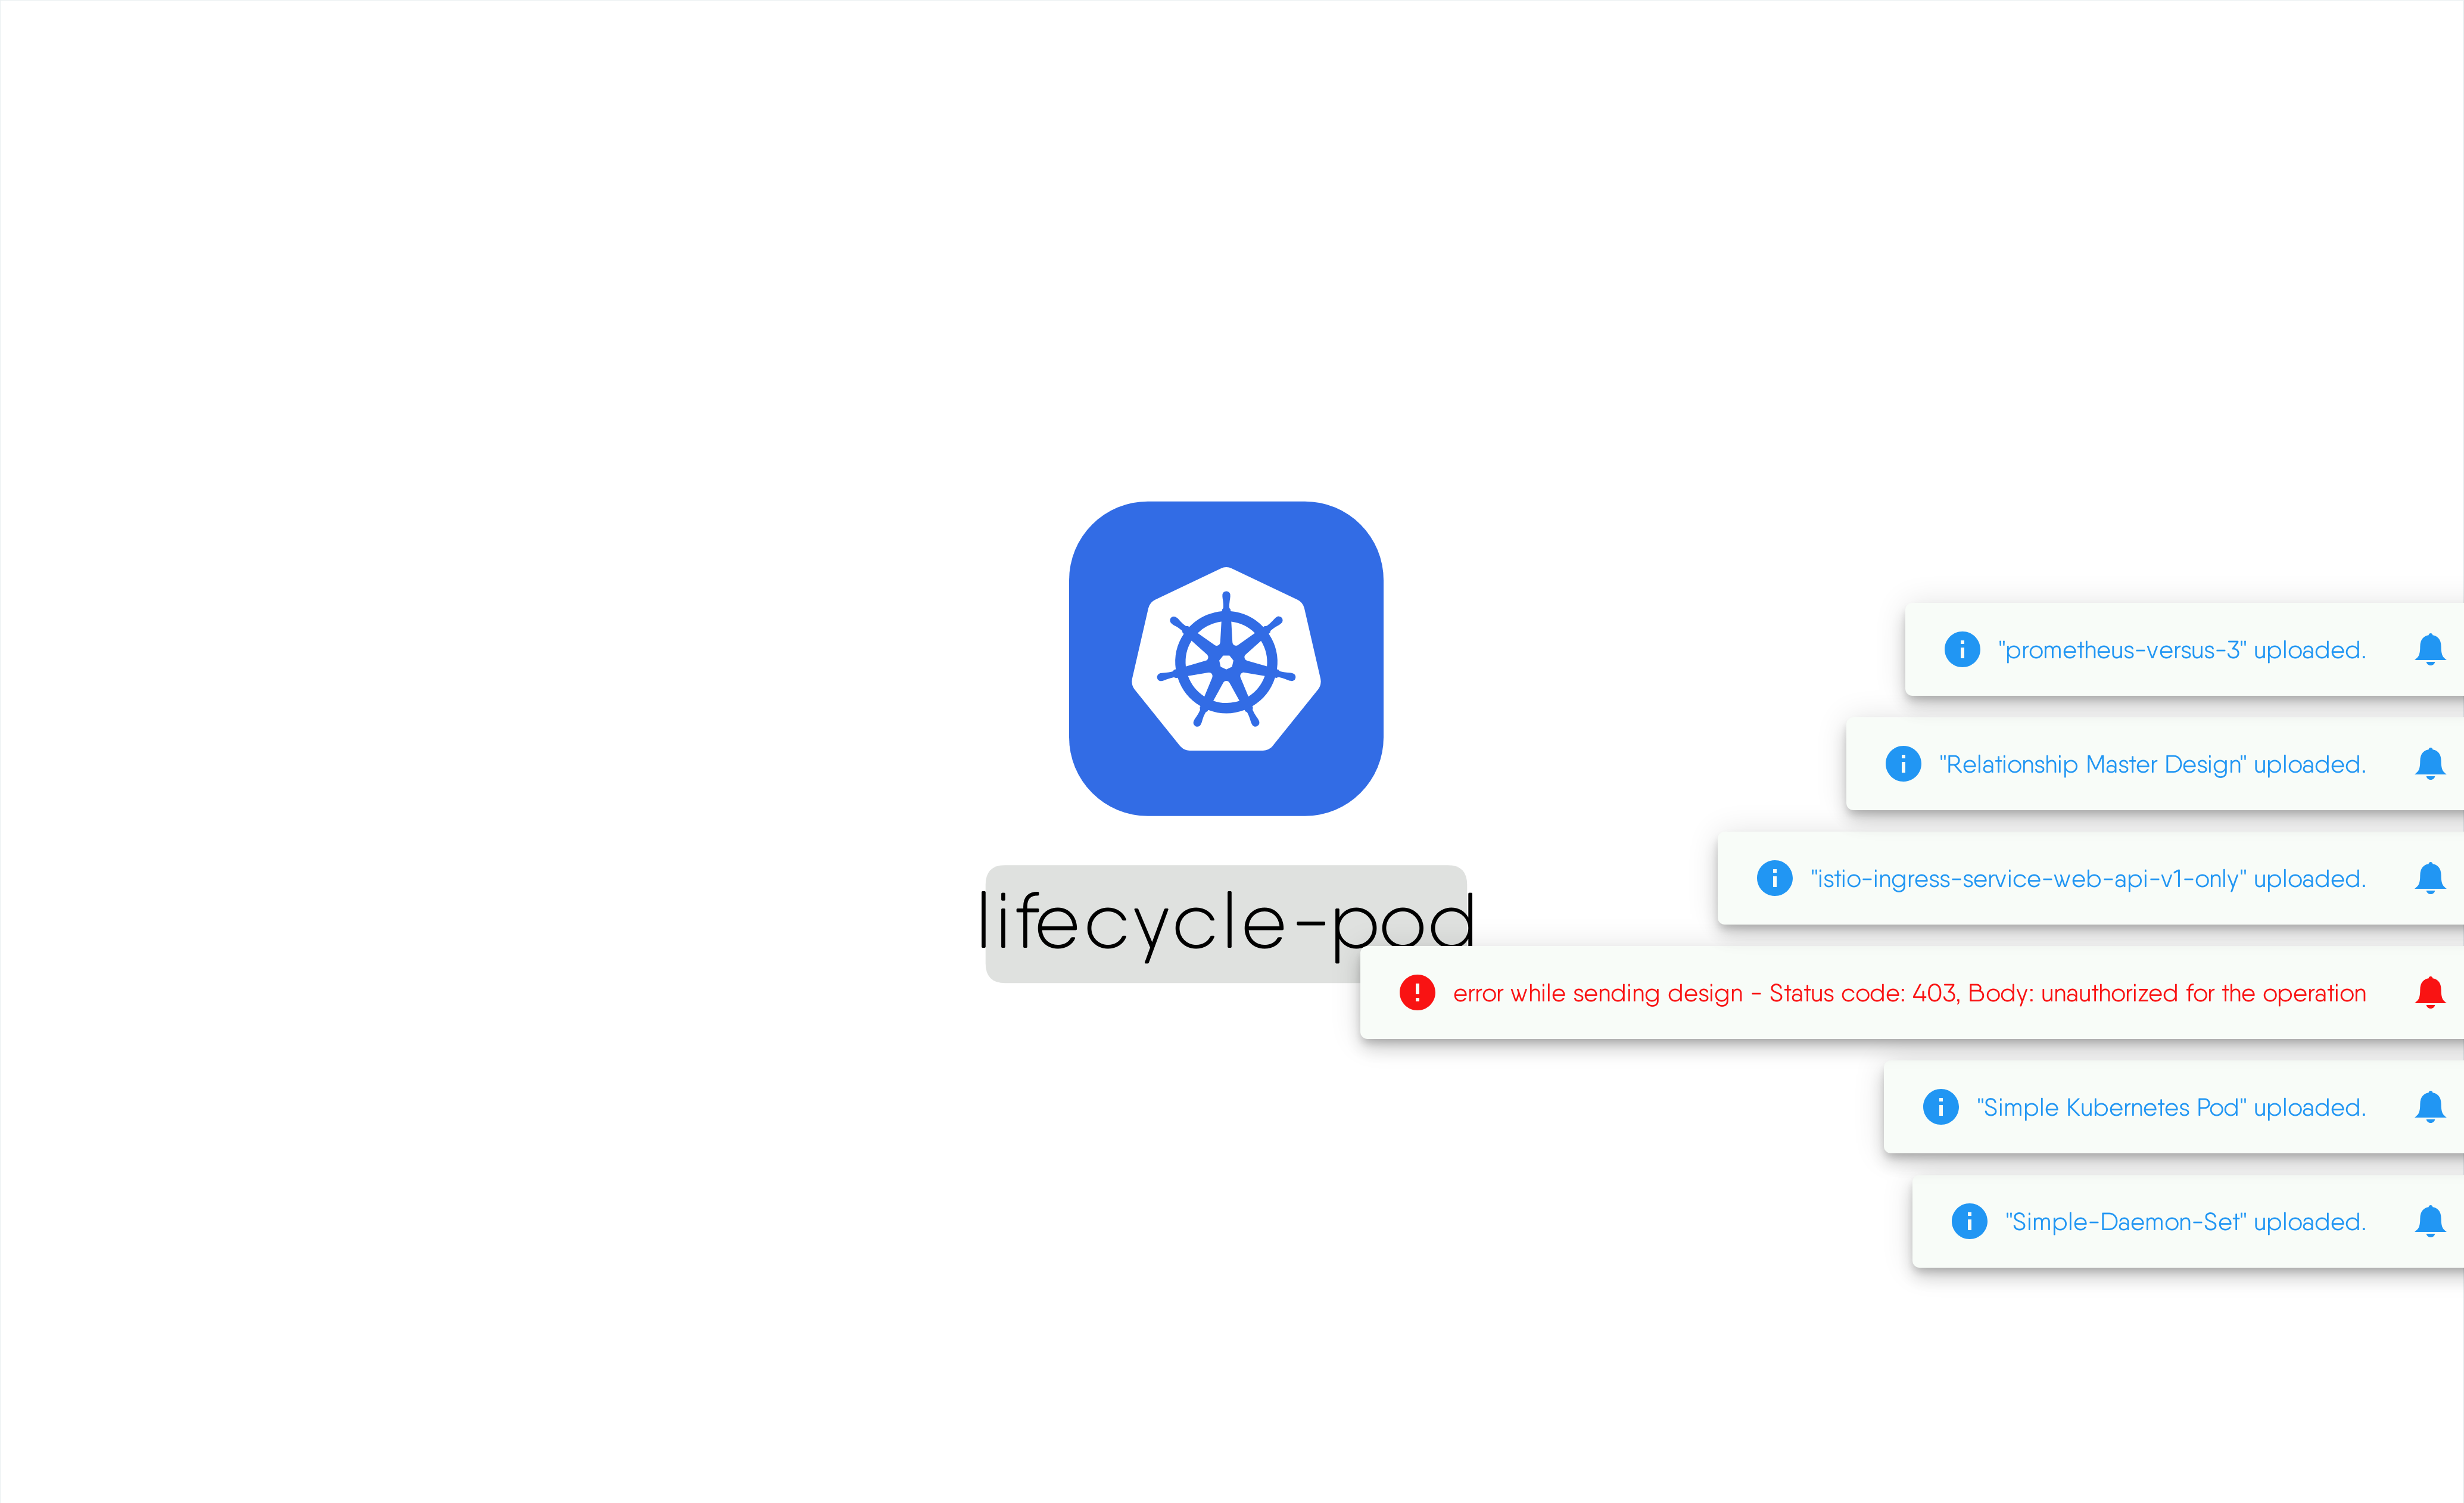 "prometheus-versus-3" uploaded.
"Relationship Master Design" uploaded.
"istio-ingress-service-web-api-v1-only" uploaded.
lifecycle-pod
error while sending design - Status code: 403, Body: unauthorized for the operation
"Simple Kubernetes Pod" uploaded.
"Simple-Daemon-Set" uploaded.